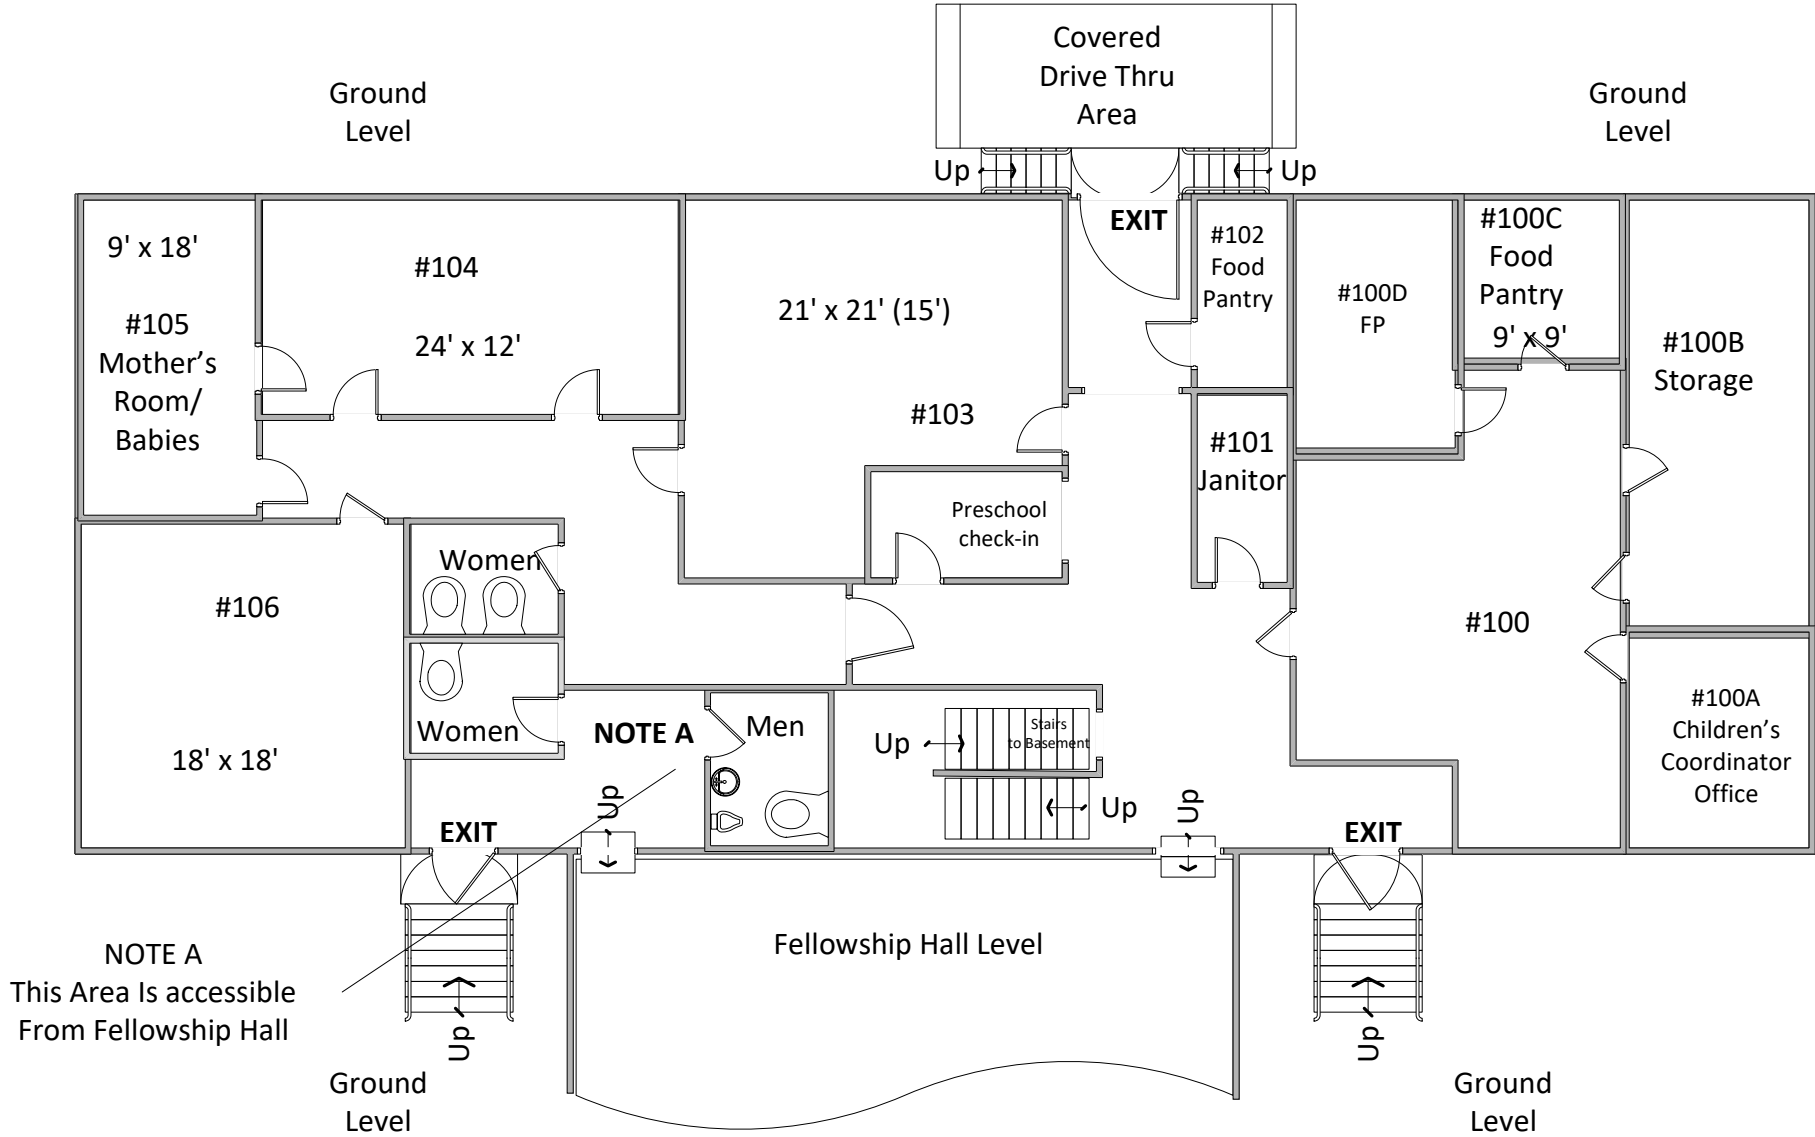 Covered
Drive Thru
Area
Ground
Level
Ground
Level
Up
Up
EXIT
9' x 18'
#105
Mother’s
Room/
Babies
#104
24' x 12'
21' x 21' (15')
#103
#102
Food
Pantry
#100D
FP
#100C
Food
Pantry
9' x 9'
#100B
Storage
#101
Janitor
Preschool
check-in
Women
#106
18' x 18'
Women
NOTE A
Men
Up
Stairs
to Basement
Up
#100
#100A
Children’s
Coordinator
Office
Up
Up
EXIT
EXIT
Fellowship Hall Level
NOTE A
This Area Is accessible
From Fellowship Hall
Up
Up
Ground
Level
Ground
Level